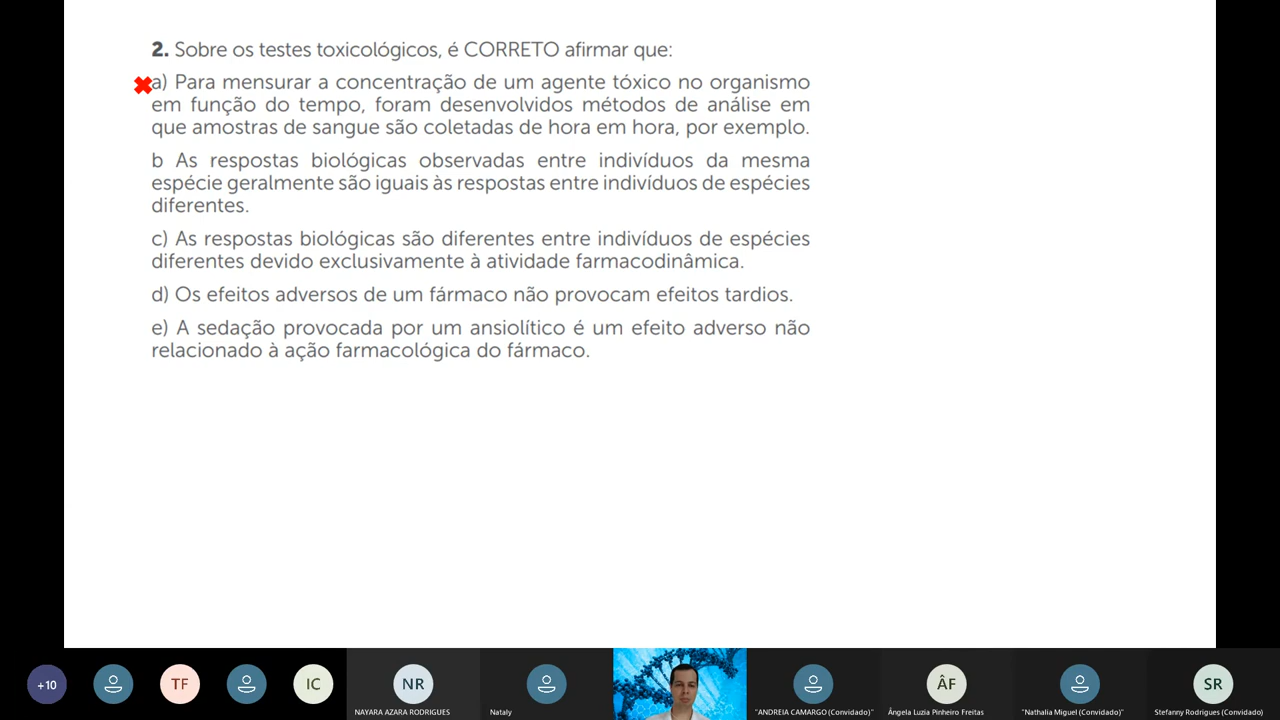 2. Sobre os testes toxicológicos, é CORRETO afirmar que:
a) Para mensurar a concentração de um agente tóxico no organismo
em função do tempo, foram desenvolvidos métodos de análise em
que amostras de sangue são coletadas de hora em hora, por exemplo.
b As respostas biológicas observadas entre indivíduos da mesma
espécie geralmente são iguais às respostas entre indivíduos de espécies
diferentes.
c) As respostas biológicas são diferentes entre indivíduos de espécies
diferentes devido exclusivamente à atividade farmacodinâmica.
d) Os efeitos adversos de um fármaco não provocam efeitos tardios.
e) A sedação provocada por um ansiolítico é um efeito adverso não
relacionado à ação farmacológica do fármaco.
+10 TF IC NR ÂF SR
NAYARA AZARA RODRIGUES Nataly "ANDREIA CAMARGO (Convidado)" Ângela Luzia Pinheiro Freitas "Nathalia Miguel (Convidado)" Stefanny Rodrigues (Convidado)